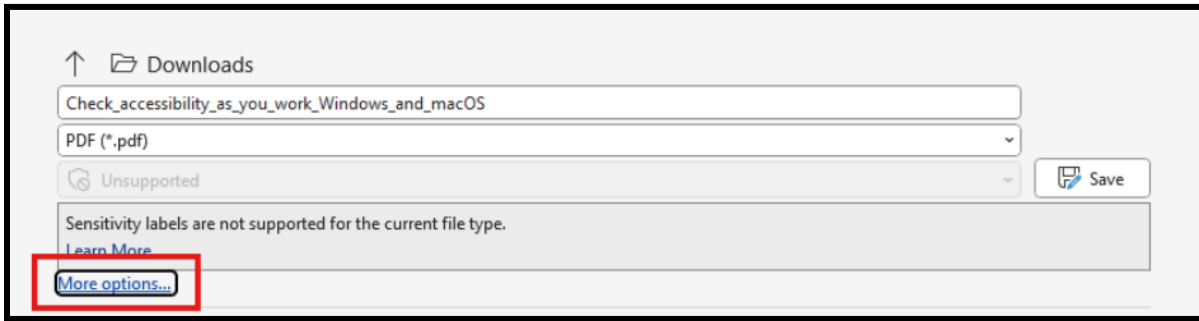 Downloads
Check_accessibility_as_you_work_Windows_and_macOS
PDF (*.pdf)
Unsupported
Save
Sensitivity labels are not supported for the current file type.
Learn More
More options...